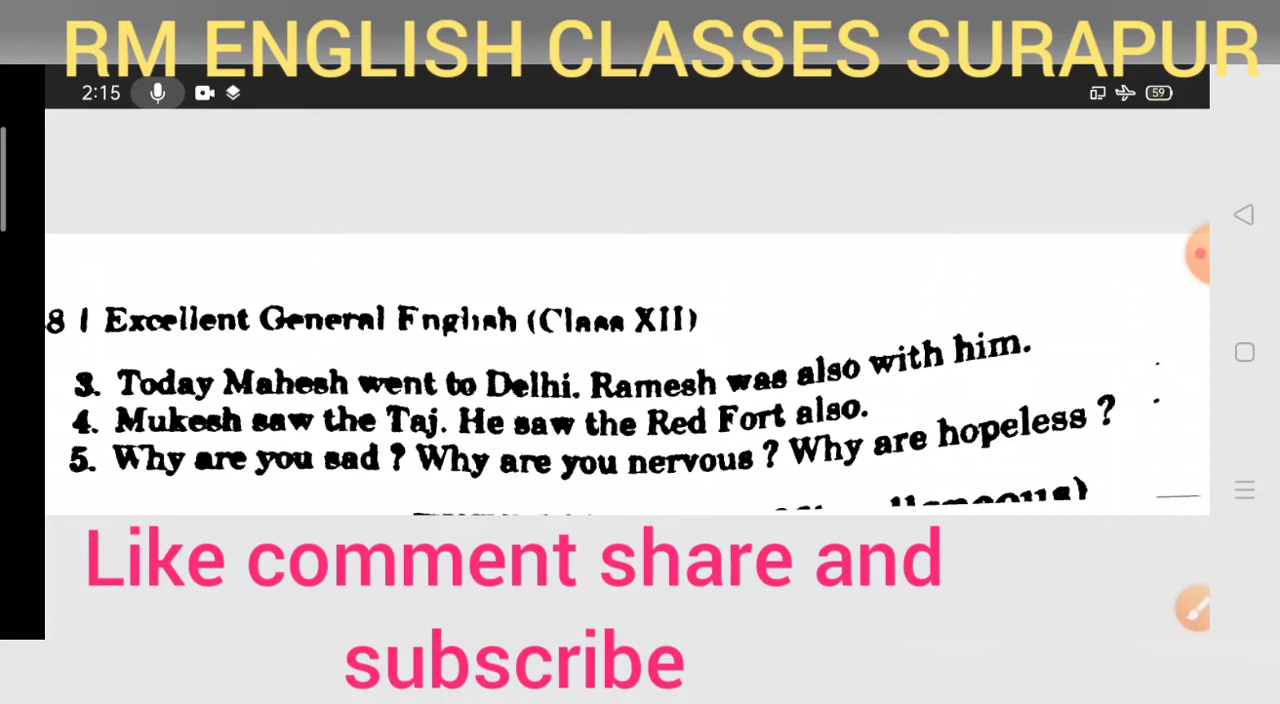 RM ENGLISH CLASSES SURAPUR
2:15
59
8 | Excellent General English (Class XII)
3. Today Mahesh went to Delhi. Ramesh was also with him.
4. Mukesh saw the Taj. He saw the Red Fort also.
5. Why are you sad ? Why are you nervous ? Why are hopeless ?
Like comment share and
subscribe